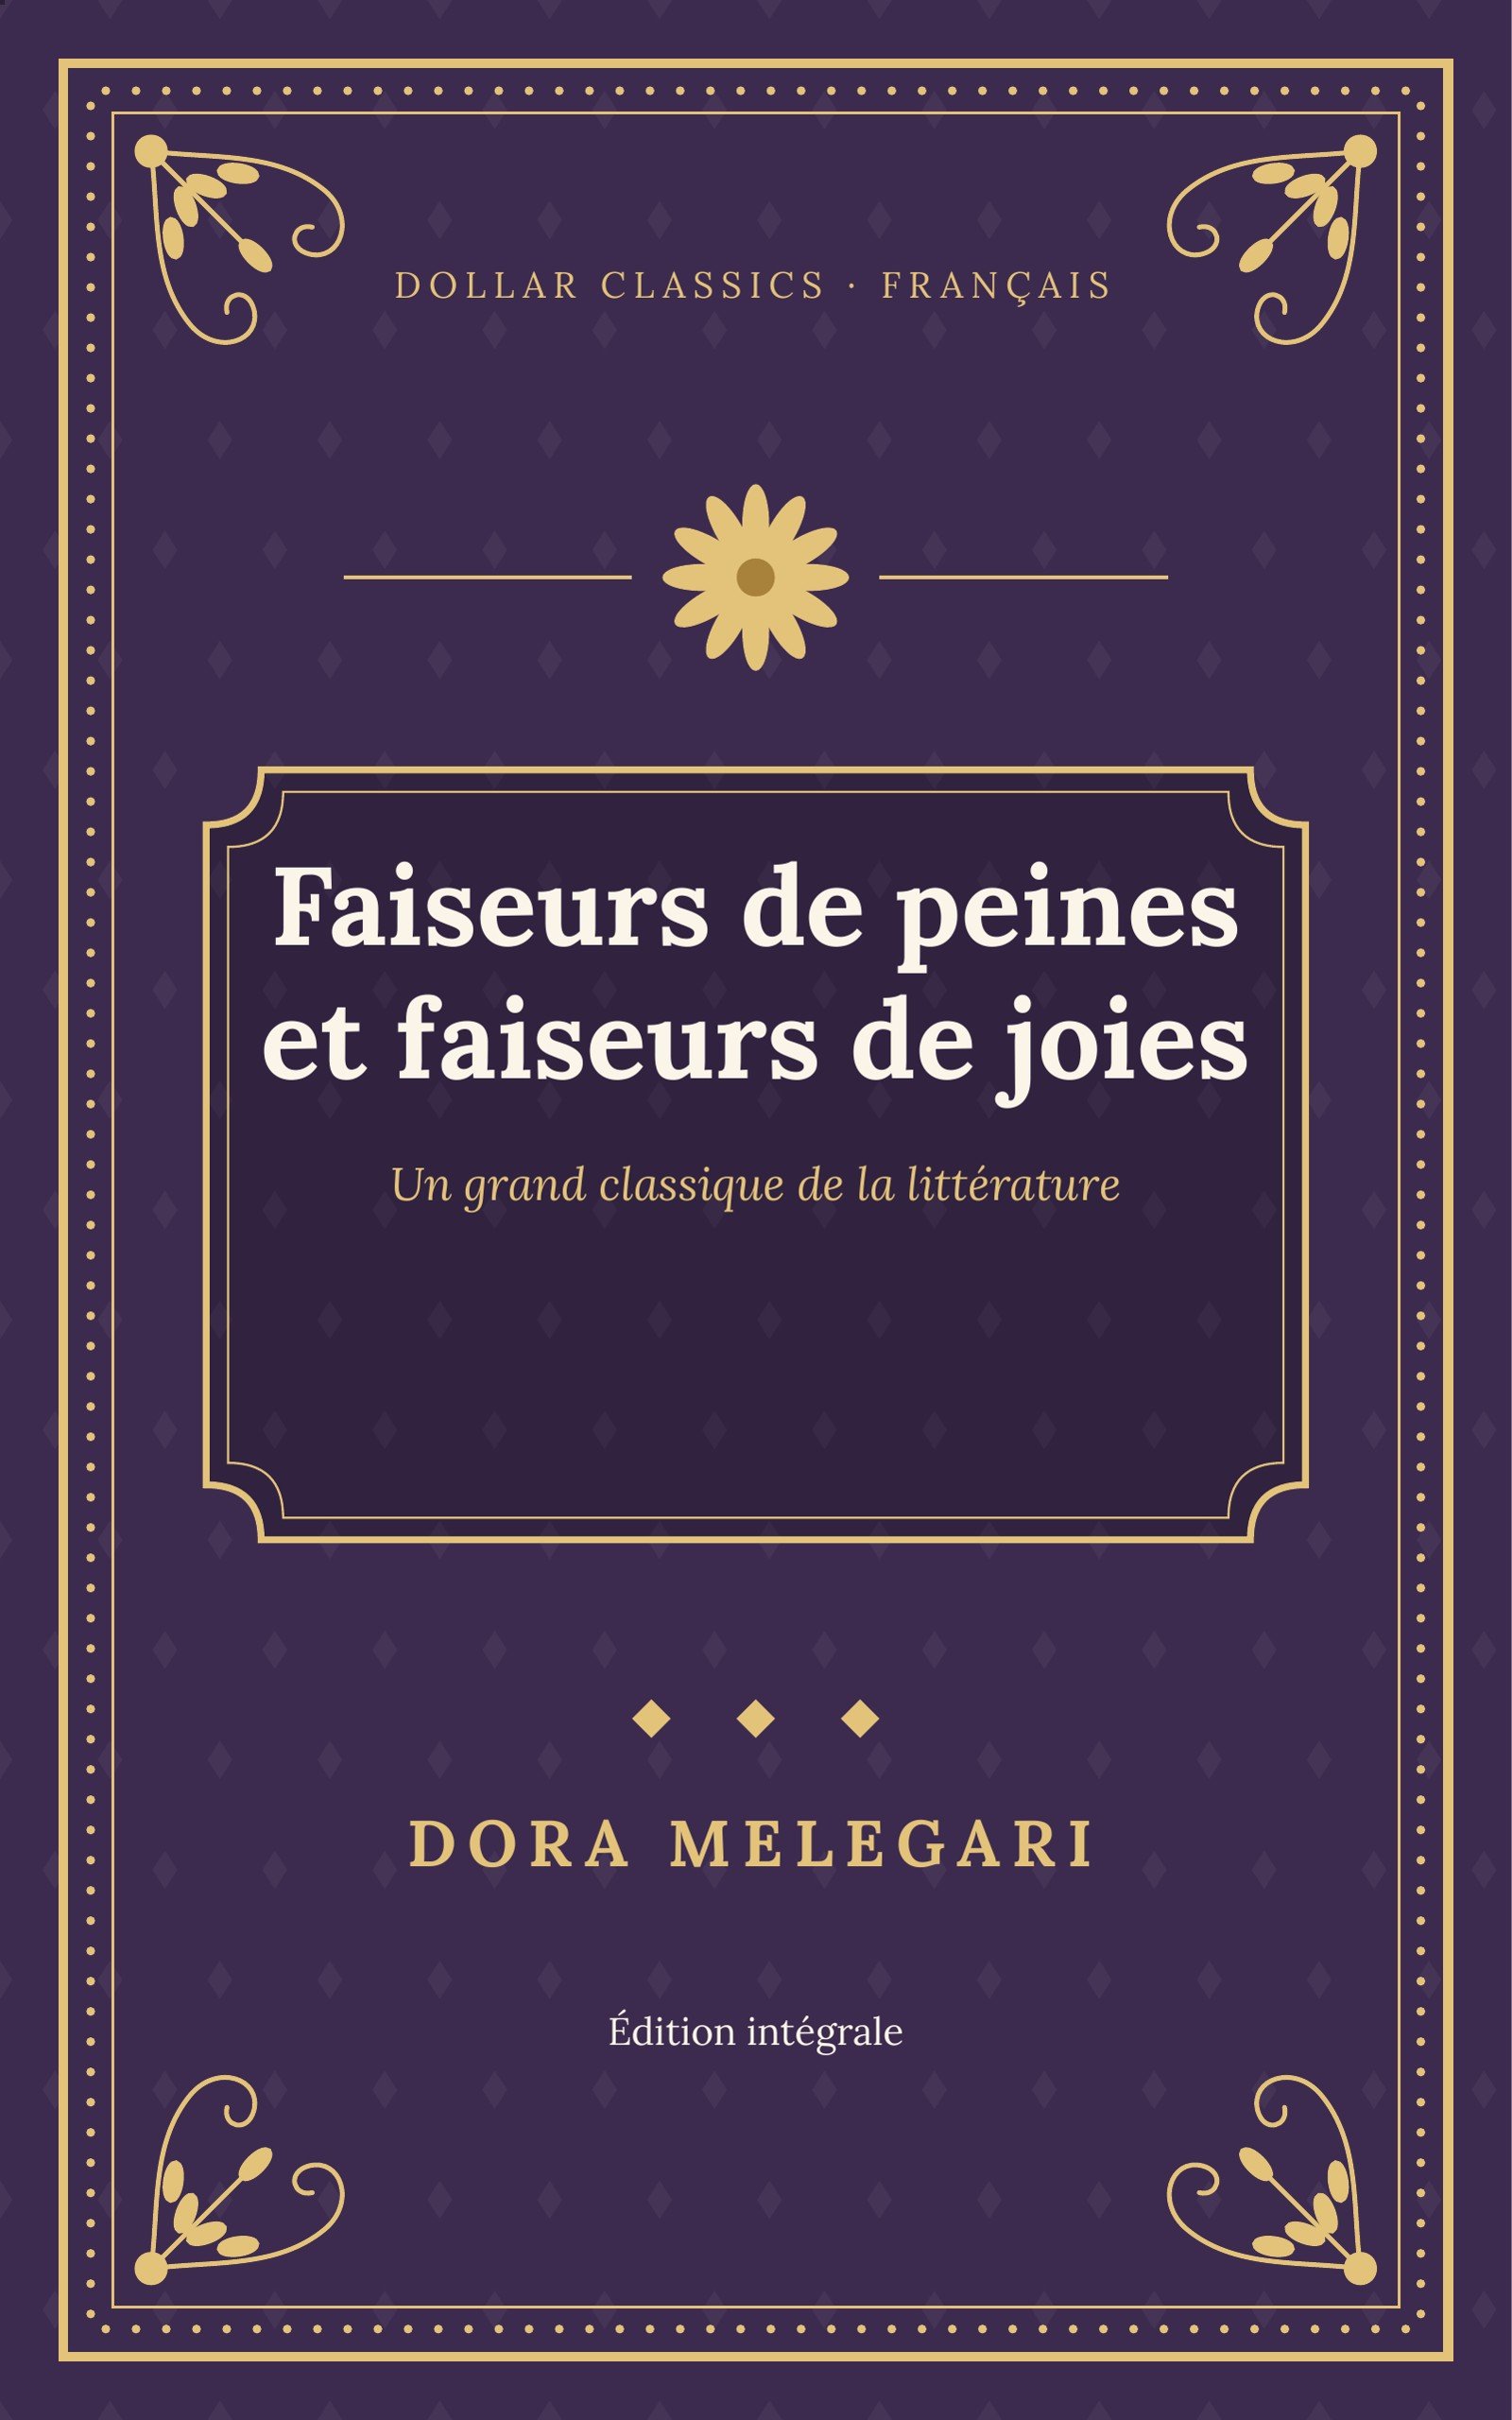 DOLLAR CLASSICS · FRANÇAIS
Faiseurs de peines
et faiseurs de joies
Un grand classique de la littérature
DORA MELEGARI
Édition intégrale